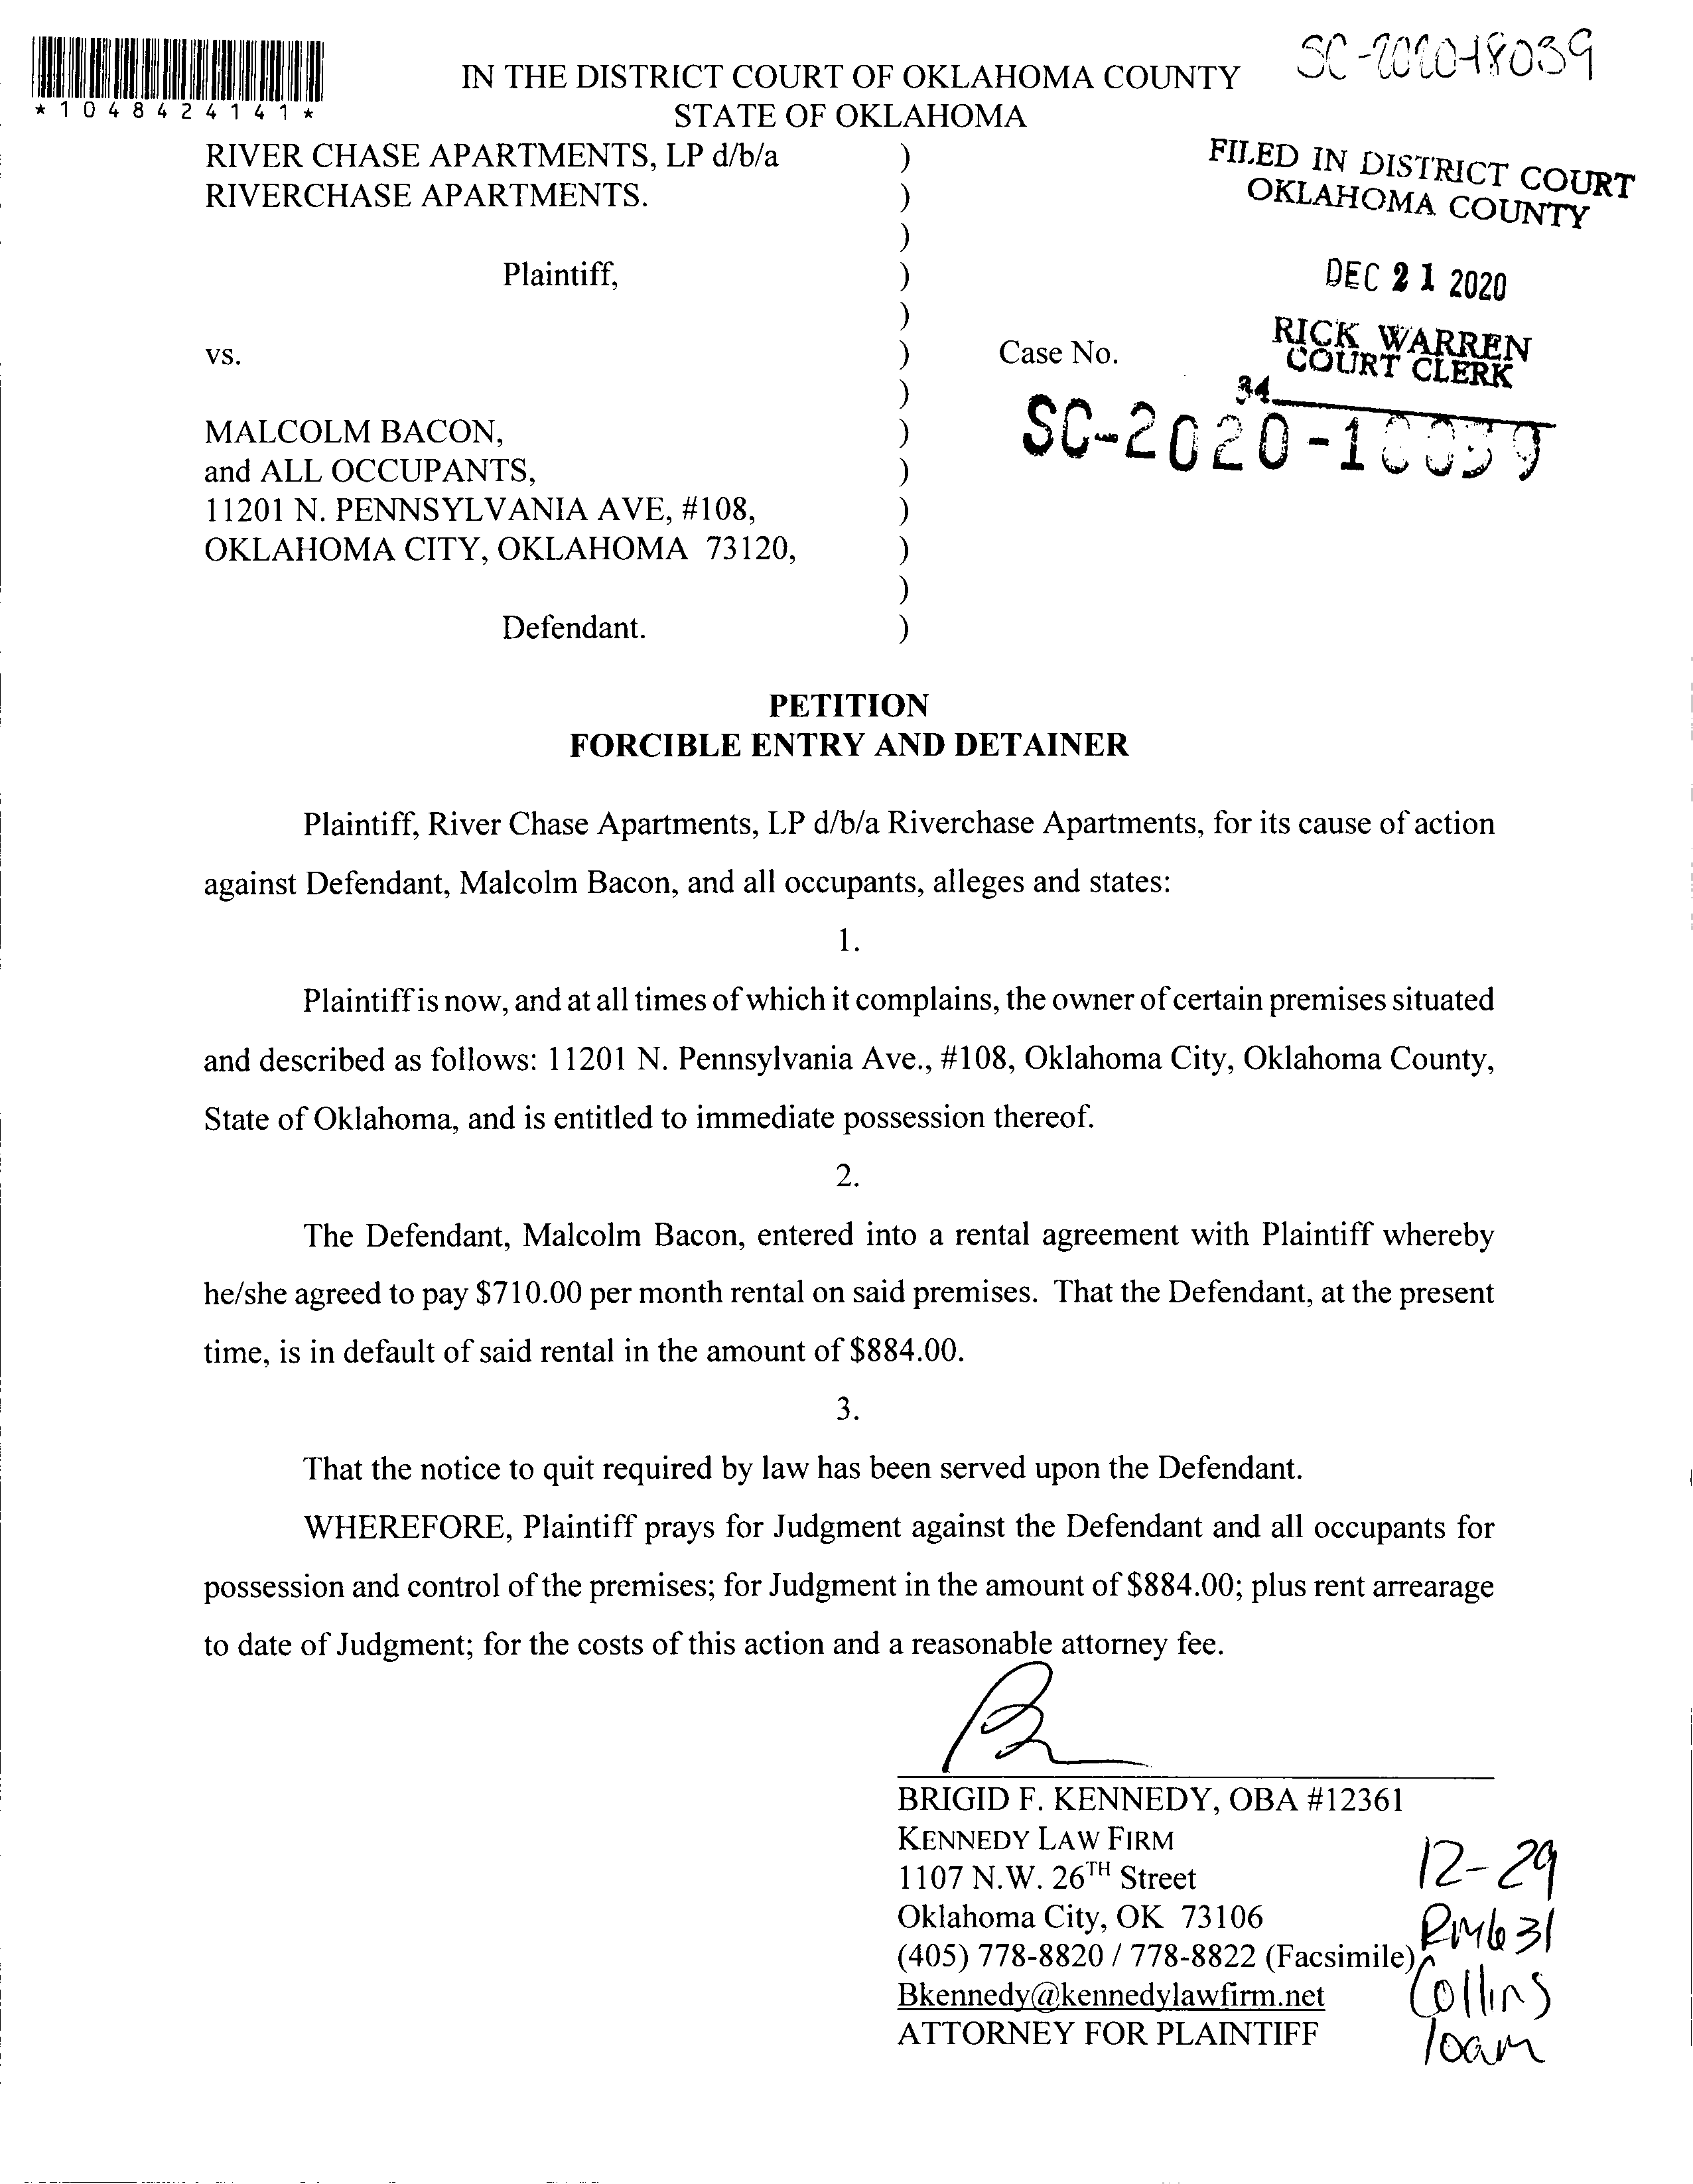 SC-2020-18039
*1048424141*
IN THE DISTRICT COURT OF OKLAHOMA COUNTY
STATE OF OKLAHOMA
RIVER CHASE APARTMENTS, LP d/b/a )
RIVERCHASE APARTMENTS. )
)
Plaintiff, )
)
vs. )
)
MALCOLM BACON, )
and ALL OCCUPANTS, )
11201 N. PENNSYLVANIA AVE, #108, )
OKLAHOMA CITY, OKLAHOMA 73120, )
)
Defendant. )
FILED IN DISTRICT COURT
OKLAHOMA COUNTY
DEC 21 2020
RICK WARREN
COURT CLERK
34
Case No.
SC-2020-18039
PETITION
FORCIBLE ENTRY AND DETAINER
Plaintiff, River Chase Apartments, LP d/b/a Riverchase Apartments, for its cause of action
against Defendant, Malcolm Bacon, and all occupants, alleges and states:
1.
Plaintiff is now, and at all times of which it complains, the owner of certain premises situated
and described as follows: 11201 N. Pennsylvania Ave., #108, Oklahoma City, Oklahoma County,
State of Oklahoma, and is entitled to immediate possession thereof.
2.
The Defendant, Malcolm Bacon, entered into a rental agreement with Plaintiff whereby
he/she agreed to pay $710.00 per month rental on said premises. That the Defendant, at the present
time, is in default of said rental in the amount of $884.00.
3.
That the notice to quit required by law has been served upon the Defendant.
WHEREFORE, Plaintiff prays for Judgment against the Defendant and all occupants for
possession and control of the premises; for Judgment in the amount of $884.00; plus rent arrearage
to date of Judgment; for the costs of this action and a reasonable attorney fee.
BRIGID F. KENNEDY, OBA #12361
KENNEDY LAW FIRM
1107 N.W. 26TH Street
Oklahoma City, OK 73106
(405) 778-8820 / 778-8822 (Facsimile)
Bkennedy@kennedylawfirm.net
ATTORNEY FOR PLAINTIFF
12-29
RM631
Collins
10am